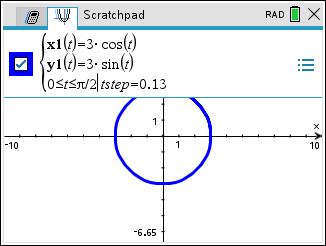 Scratchpad
RAD
x1(t)=3· cos(t)
y1(t)=3· sin(t)
0≤t≤π/2 tstep=0.13
1
x
-10
1
10
-6.65